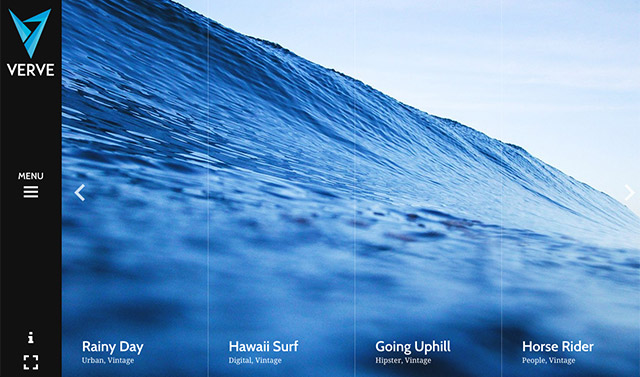 VERVE
MENU
Rainy Day
Urban, Vintage
Hawaii Surf
Digital, Vintage
Going Uphill
Hipster, Vintage
Horse Rider
People, Vintage